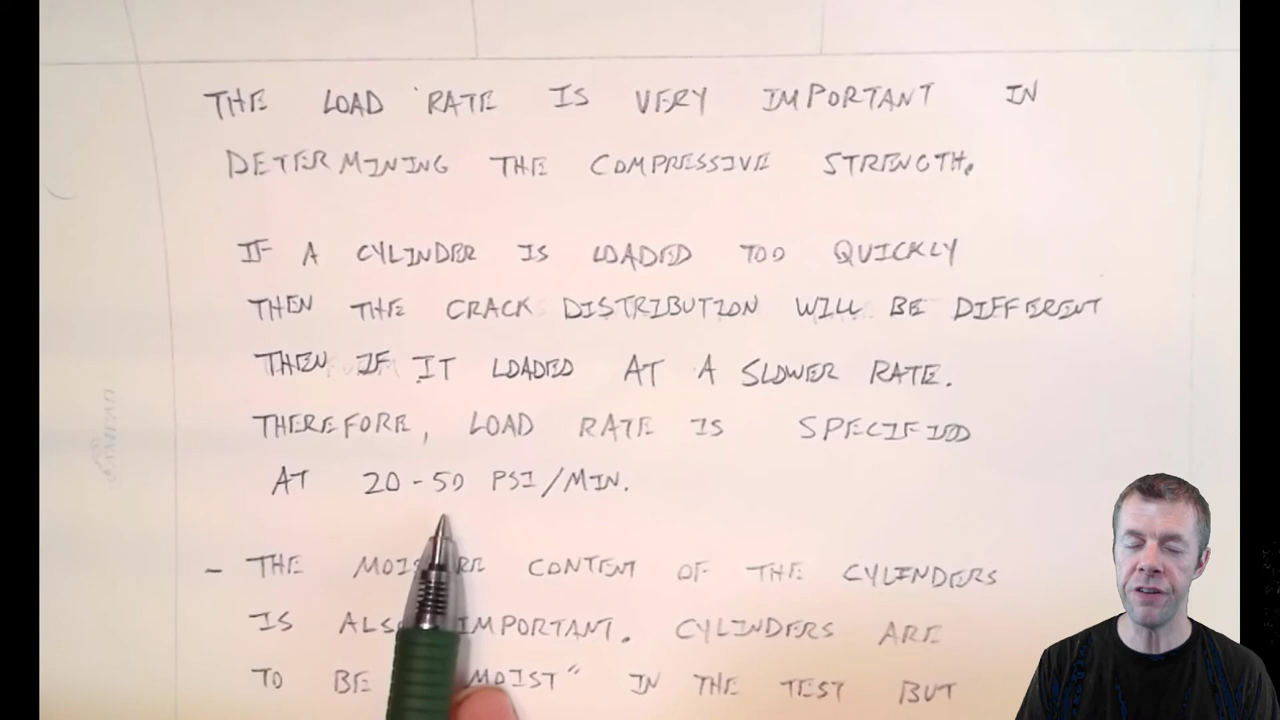 THE LOAD RATE IS VERY IMPORTANT IN
DETERMINING THE COMPRESSIVE STRENGTH.
IF A CYLINDER IS LOADED TOO QUICKLY
THEN THE CRACK DISTRIBUTION WILL BE DIFFERENT
THEN IF IT LOADED AT A SLOWER RATE.
THEREFORE, LOAD RATE IS SPECIFIED
AT 20-50 PSI/MIN.
- THE CONTENT OF THE CYLINDERS
IS ALSO IMPORTANT. CYLINDERS ARE
TO BE MOIST" IN THE TEST BUT